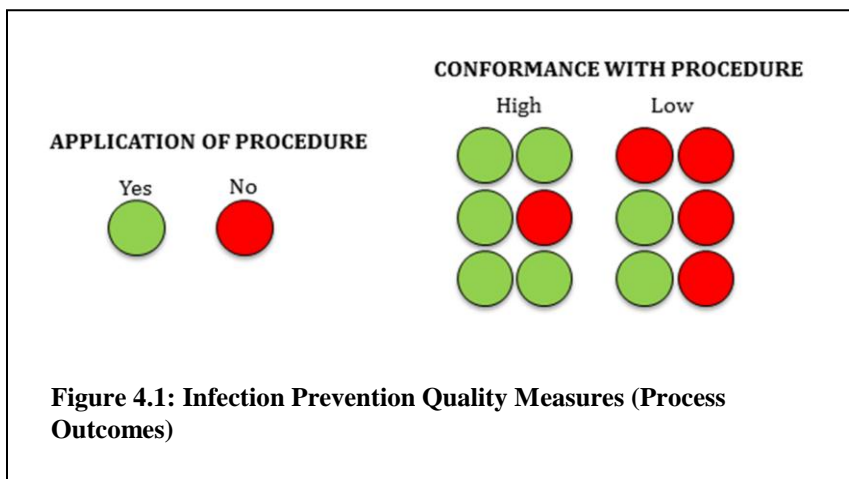 APPLICATION OF PROCEDURE
Yes No
CONFORMANCE WITH PROCEDURE
High Low
Figure 4.1: Infection Prevention Quality Measures (Process
Outcomes)